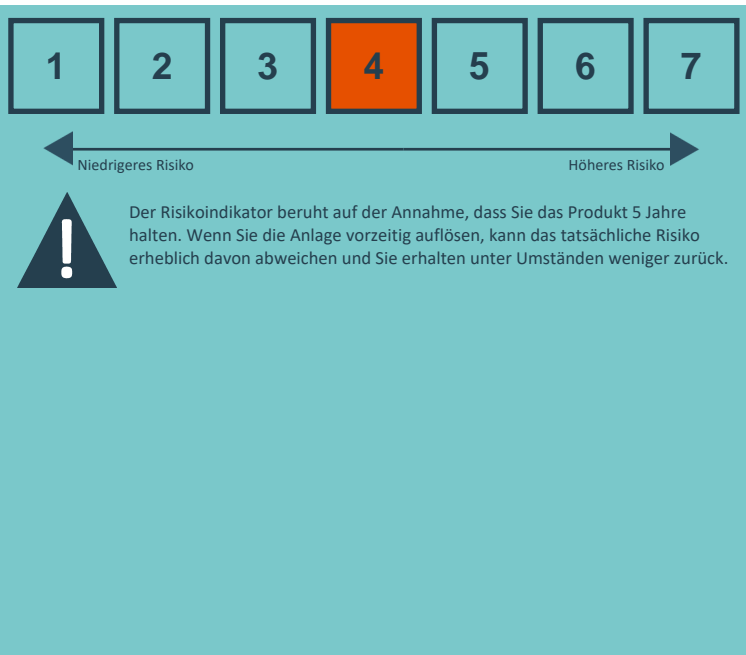 1 2 3 4 5 6 7
Niedrigeres Risiko Höheres Risiko
!
Der Risikoindikator beruht auf der Annahme, dass Sie das Produkt 5 Jahre
halten. Wenn Sie die Anlage vorzeitig auflösen, kann das tatsächliche Risiko
erheblich davon abweichen und Sie erhalten unter Umständen weniger zurück.